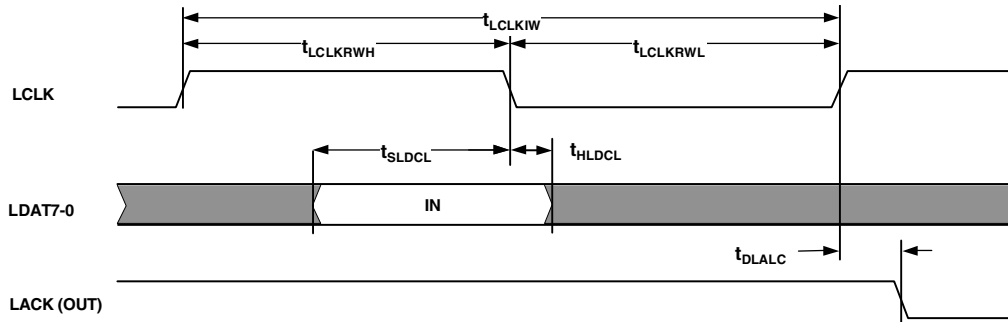 tLCLKIW
tLCLKRWH
tLCLKRWL
LCLK
tSLDCL
tHLDCL
LDAT7-0
IN
tDLALC
LACK (OUT)